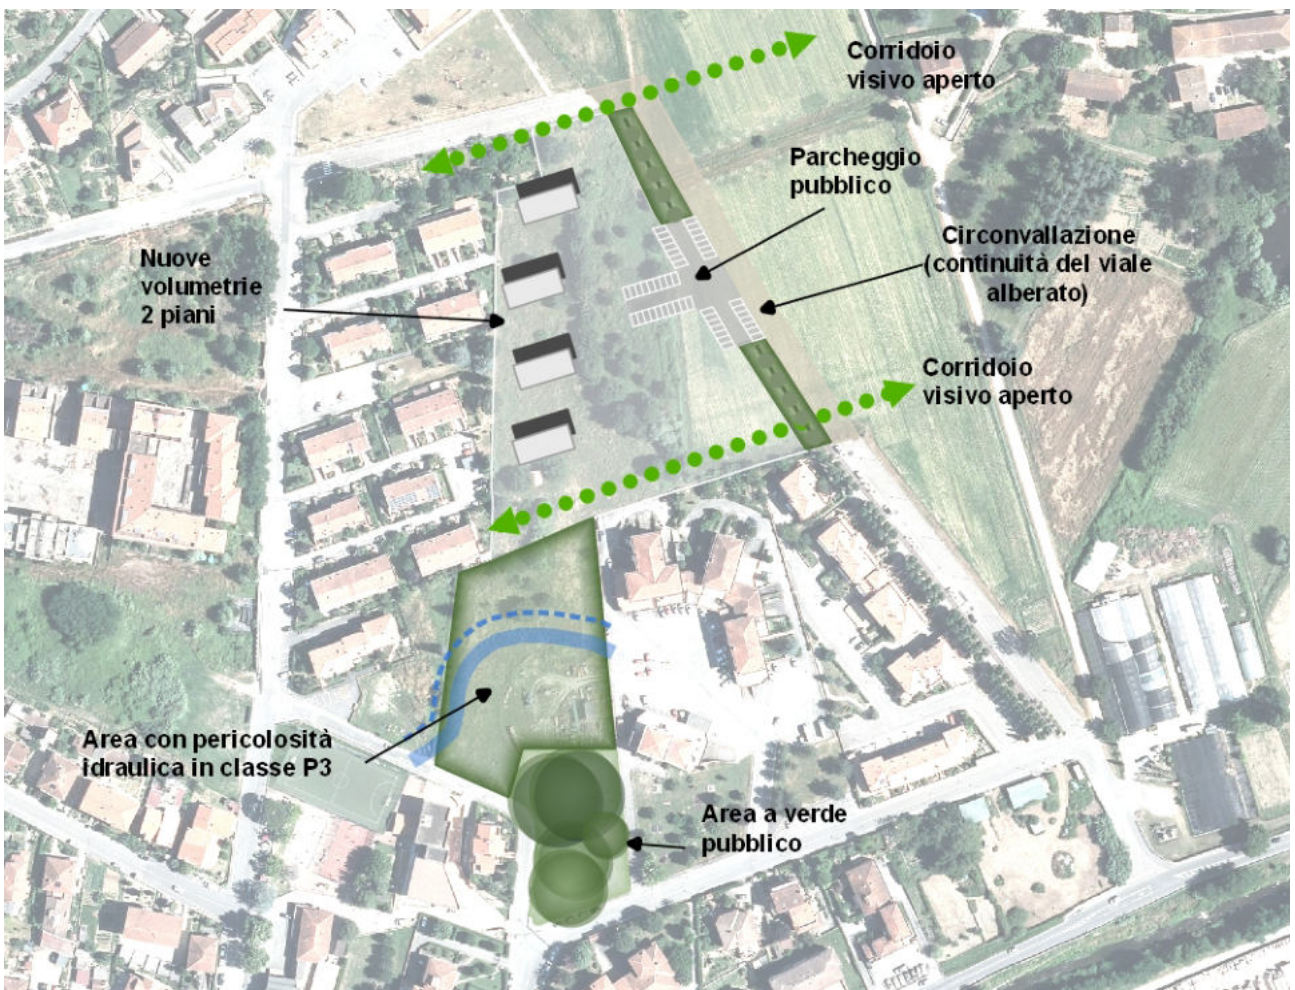 Corridoio
visivo aperto
Parcheggio
pubblico
Circonvallazione
(continuità del viale
alberato)
Nuove
volumetrie
2 piani
Corridoio
visivo aperto
Area con pericolosità
idraulica in classe P3
Area a verde
pubblico